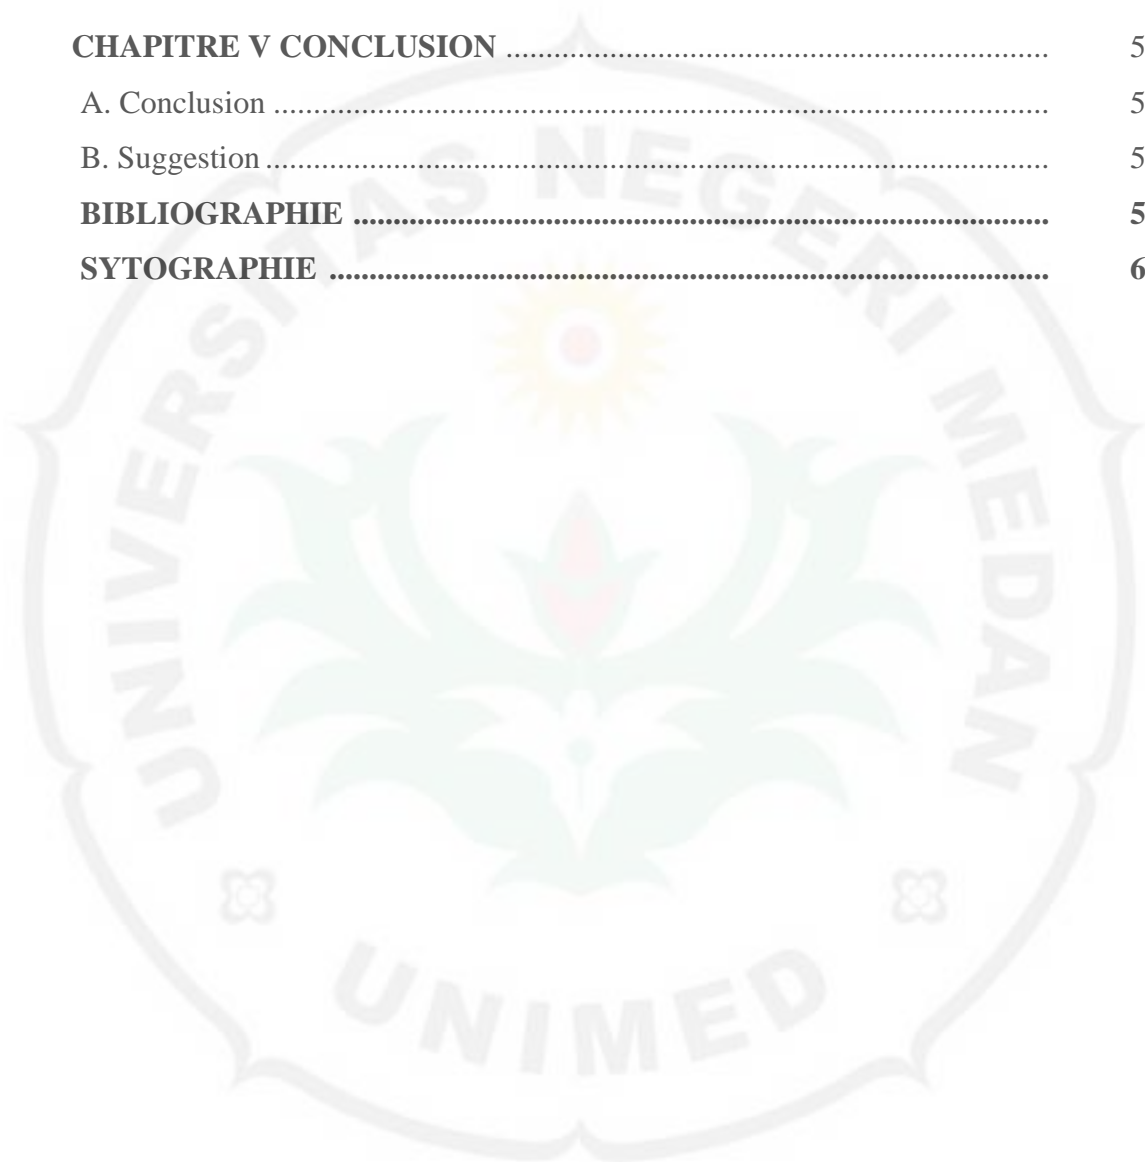 CHAPITRE V CONCLUSION .................................................................... 5
A. Conclusion ................................................................................................. 5
B. Suggestion .................................................................................................. 5
BIBLIOGRAPHIE ....................................................................................... 5
SYTOGRAPHIE .......................................................................................... 6
UNIVERSITAS NEGERI MEDAN
UNIMED